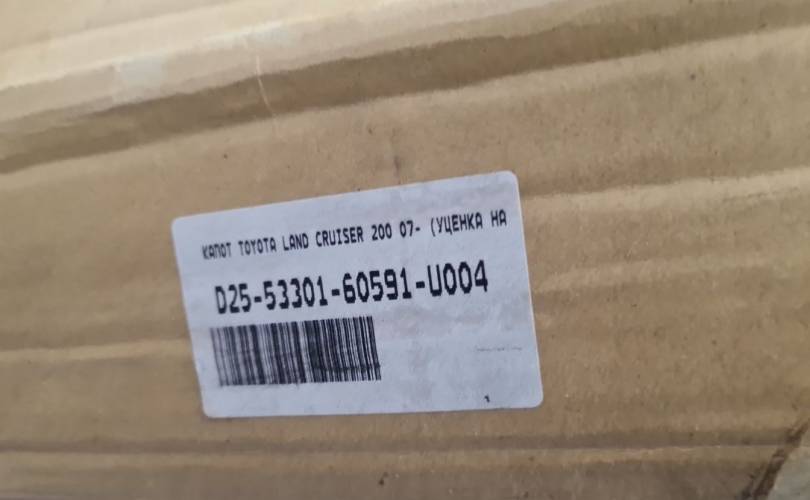 КАПОТ TOYOTA LAND CRUISER 200 07- (УЦЕНКА НА
D25-53301-60591-U004